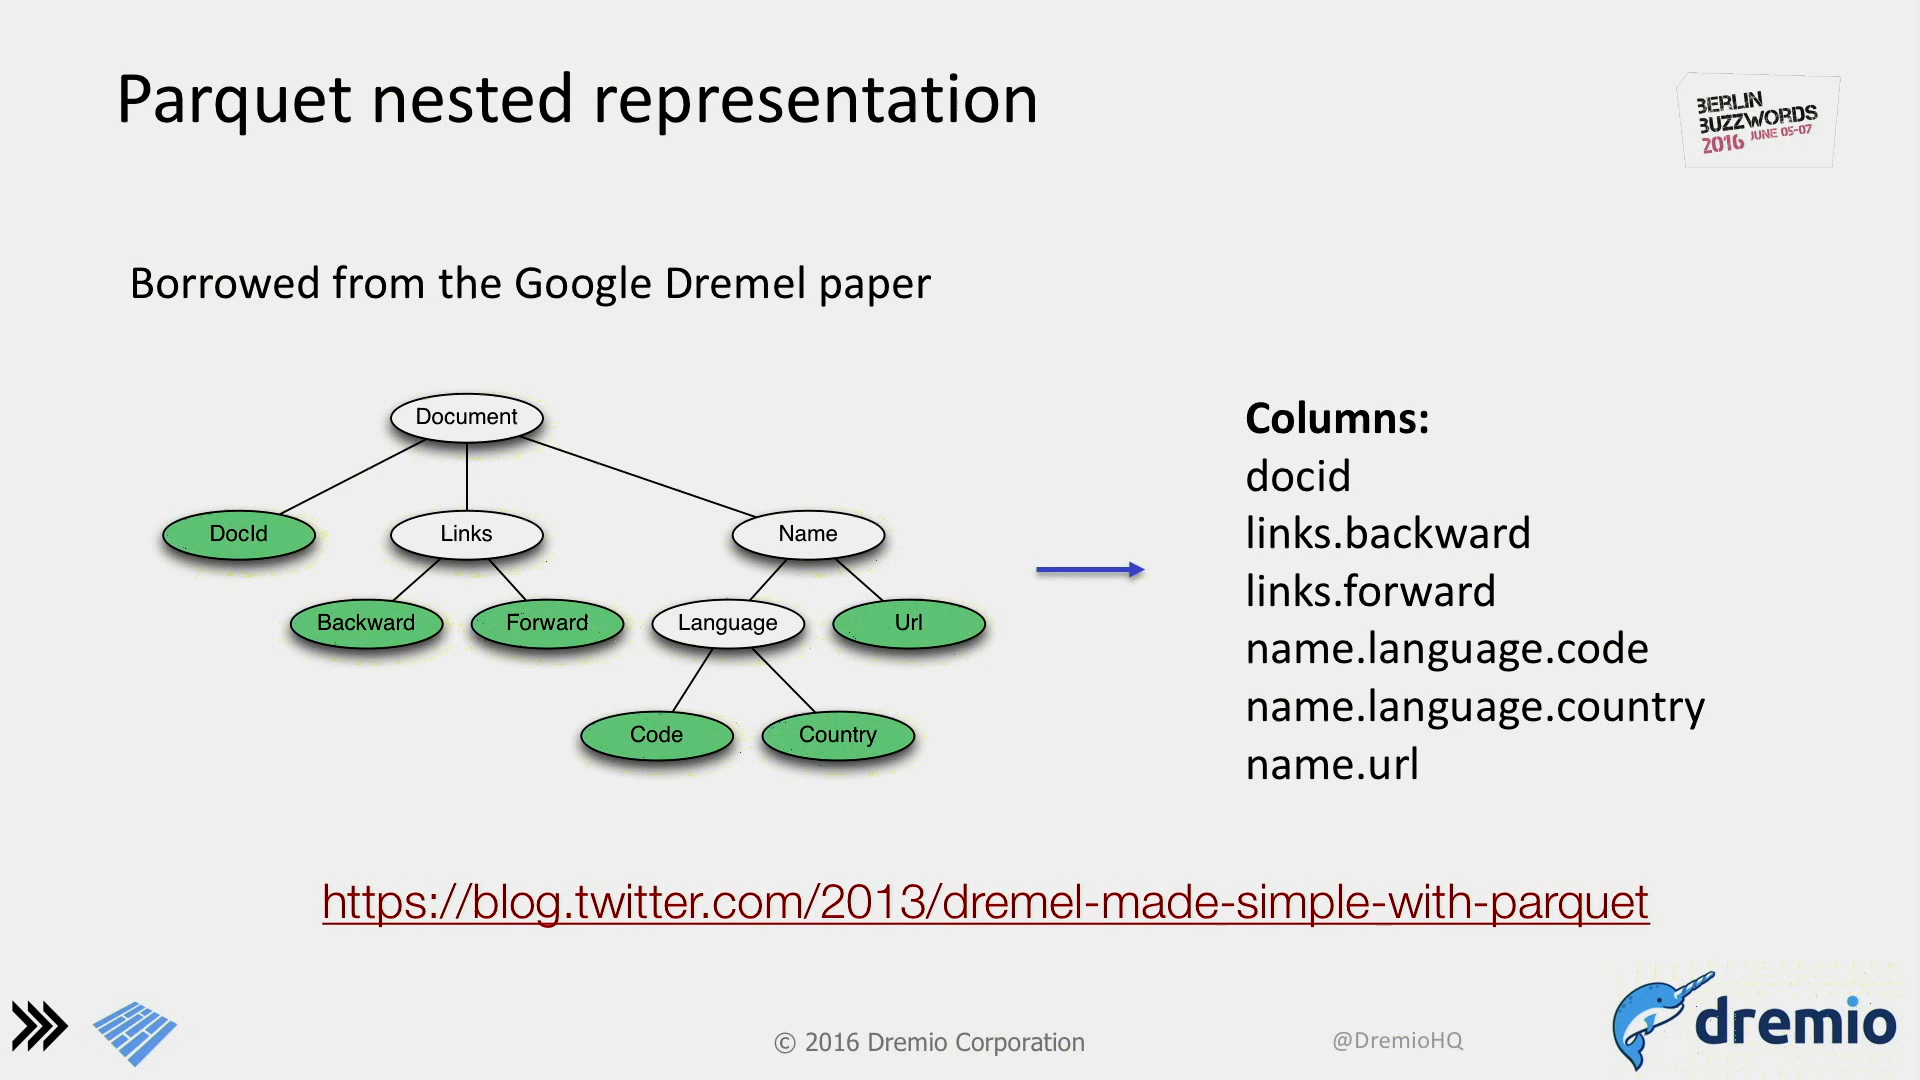 Parquet nested representation
BERLIN
BUZZWORDS
2016 JUNE 05-07
Borrowed from the Google Dremel paper
Document
DocId
Links
Name
Backward
Forward
Language
Url
Code
Country
Columns:
docid
links.backward
links.forward
name.language.code
name.language.country
name.url
https://blog.twitter.com/2013/dremel-made-simple-with-parquet
© 2016 Dremio Corporation
@DremioHQ
dremio